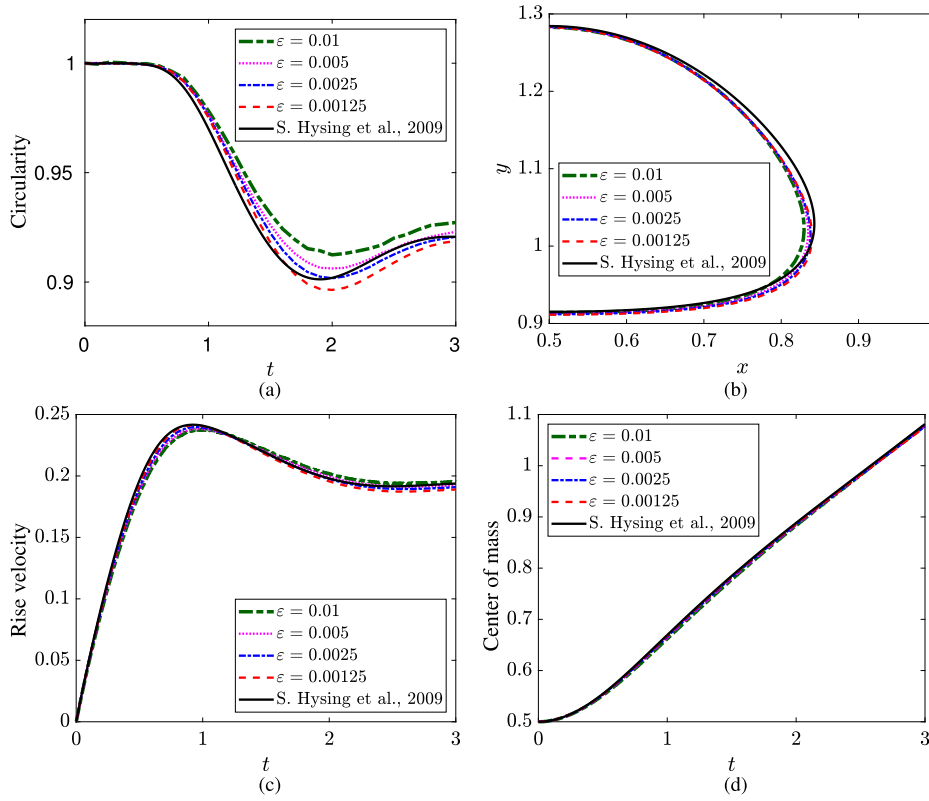 1
0.95
0.9
0
1
2
3
Circularity
t
ε = 0.01
ε = 0.005
ε = 0.0025
ε = 0.00125
S. Hysing et al., 2009
(a)
1.3
1.2
1.1
1
0.9
0.5
0.6
0.7
0.8
0.9
y
x
ε = 0.01
ε = 0.005
ε = 0.0025
ε = 0.00125
S. Hysing et al., 2009
(b)
0.25
0.2
0.15
0.1
0.05
0
0
1
2
3
Rise velocity
t
ε = 0.01
ε = 0.005
ε = 0.0025
ε = 0.00125
S. Hysing et al., 2009
(c)
1.1
1
0.9
0.8
0.7
0.6
0.5
0
1
2
3
Center of mass
t
ε = 0.01
ε = 0.005
ε = 0.0025
ε = 0.00125
S. Hysing et al., 2009
(d)